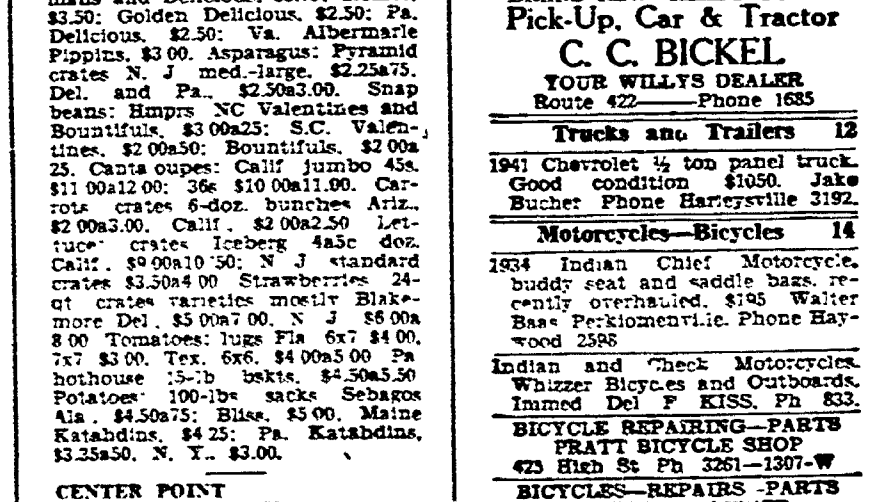 $3.50: Golden Delicious, $2.50: Pa.
Delicious, $2.50: Va. Albermarle
Pippins, $3 00. Asparagus: Pyramid
crates N. J med.-large, $2.25a75.
Del. and Pa., $2.50a3.00. Snap
beans: Hmprs NC Valentines and
Bountifuls, $3 00a25: S.C. Valen-
tines, $2 00a50: Bountifuls, $2 00a
25. Canta oupes: Calif jumbo 45s,
$11 00a12 00: 36s $10 00a11.00. Car-
rots crates 6-doz. bunches Ariz.,
$2 00a3.00. Calif. $2 00a2.50 Let-
tuce: crates Iceberg 4a5c doz.
Calif. $9 00a10 50: N J standard
crates $3.50a4 00 Strawberries 24-
qt crates varieties mostly Blake-
more Del. $5 00a7 00. N J $6 00a
8 00 Tomatoes: lugs Fla 6x7 $4 00,
7x7 $3 00. Tex. 6x6. $4 00a5 00 Pa
hothouse 15-lb bskts. $4.50a5.50
Potatoes: 100-lbs sacks Sebagos
Ala. $4.50a75: Bliss, $5 00. Maine
Katahdins, $4 25: Pa. Katahdins,
$3.35a50. N. Y.. $3.00.
CENTER POINT
Pick-Up, Car & Tractor
C. C. BICKEL
YOUR WILLYS DEALER
Route 422——Phone 1685
Trucks and Trailers 12
1941 Chevrolet ½ ton panel truck.
Good condition $1050. Jake
Bucher Phone Harleysville 3192.
Motorcycles—Bicycles 14
1934 Indian Chief Motorcycle,
buddy seat and saddle bags, re-
cently overhauled. $195 Walter
Baas Perkiomenville. Phone Hay-
wood 2598
Indian and Check Motorcycles.
Whizzer Bicycles and Outboards.
Immed Del F KISS. Ph 833.
BICYCLE REPAIRING—PARTS
PRATT BICYCLE SHOP
423 High St Ph 3261—1307-W
BICYCLES—REPAIRS -PARTS